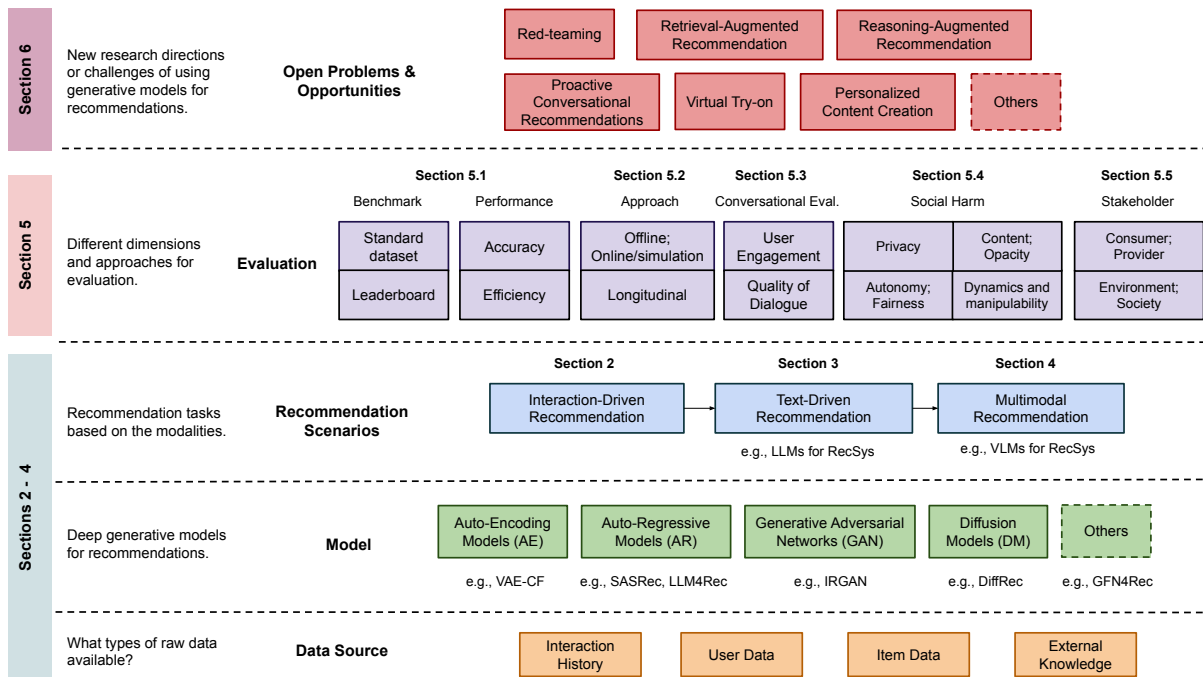 Section 6
New research directions
or challenges of using
generative models for
recommendations.
Open Problems &
Opportunities
Red-teaming
Retrieval-Augmented
Recommendation
Reasoning-Augmented
Recommendation
Proactive
Conversational
Recommendations
Virtual Try-on
Personalized
Content Creation
Others
Section 5
Different dimensions
and approaches for
evaluation.
Evaluation
Section 5.1
Benchmark
Performance
Standard
dataset
Accuracy
Leaderboard
Efficiency
Section 5.2
Approach
Offline;
Online/simulation
Longitudinal
Section 5.3
Conversational Eval.
User
Engagement
Quality of
Dialogue
Section 5.4
Social Harm
Privacy
Content;
Opacity
Autonomy;
Fairness
Dynamics and
manipulability
Section 5.5
Stakeholder
Consumer;
Provider
Environment;
Society
Sections 2 - 4
Recommendation tasks
based on the modalities.
Recommendation
Scenarios
Section 2
Interaction-Driven
Recommendation
Section 3
Text-Driven
Recommendation
e.g., LLMs for RecSys
Section 4
Multimodal
Recommendation
e.g., VLMs for RecSys
Deep generative models
for recommendations.
Model
Auto-Encoding
Models (AE)
e.g., VAE-CF
Auto-Regressive
Models (AR)
e.g., SASRec, LLM4Rec
Generative Adversarial
Networks (GAN)
e.g., IRGAN
Diffusion
Models (DM)
e.g., DiffRec
Others
e.g., GFN4Rec
What types of raw data
available?
Data Source
Interaction
History
User Data
Item Data
External
Knowledge